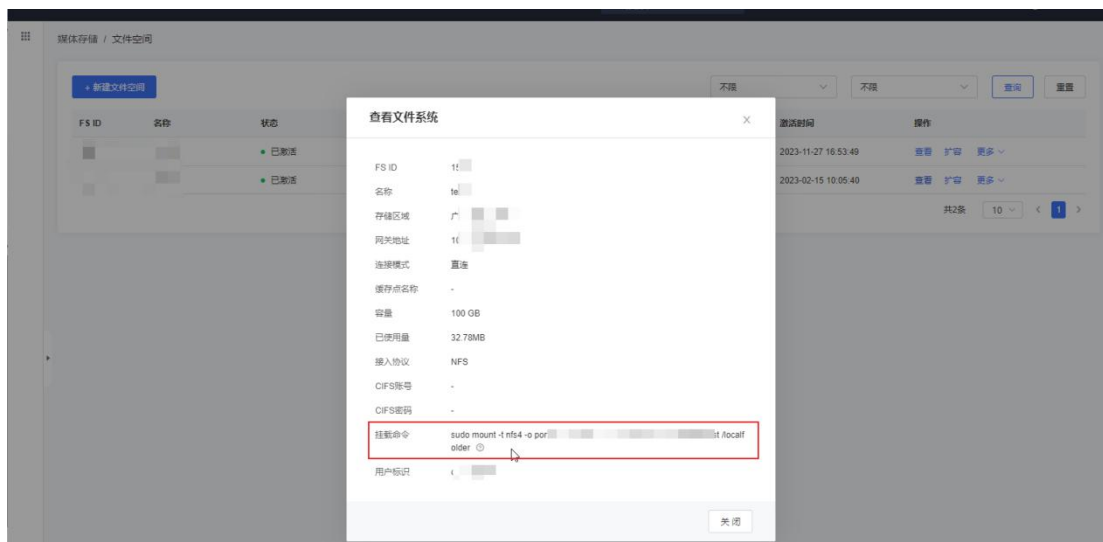 媒体存储 / 文件空间
+ 新建文件空间
不限
不限
查询
重置
FS ID
名称
状态
激活时间
操作
已激活
2023-11-27 16:53:49
查看 扩容 更多
已激活
2023-02-15 10:05:40
查看 扩容 更多
共2条
10
1
查看文件系统
FS ID
名称
存储区域
网关地址
连接模式 直连
缓存点名称 -
容量 100 GB
已使用量 32.78MB
接入协议 NFS
CIFS账号 -
CIFS密码 -
挂载命令 sudo mount -t nfs4 -o por st /localf
older
用户标识
关闭